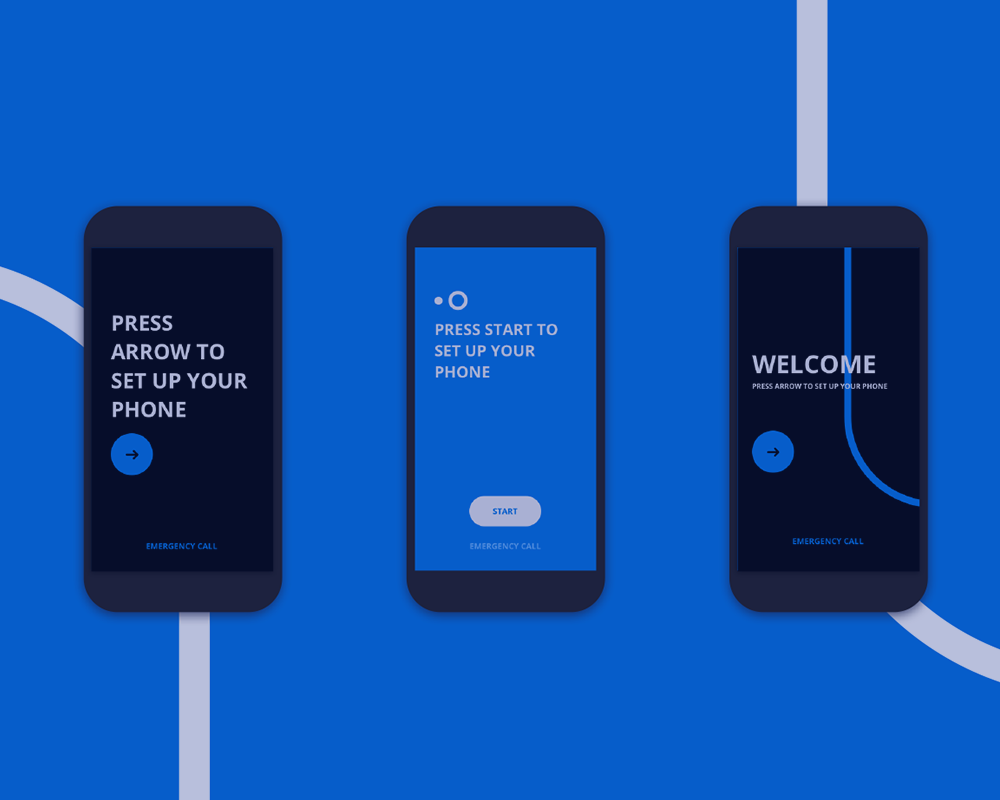 PRESS
ARROW TO
SET UP YOUR
PHONE
EMERGENCY CALL
PRESS START TO
SET UP YOUR
PHONE
START
EMERGENCY CALL
WELCOME
PRESS ARROW TO SET UP YOUR PHONE
EMERGENCY CALL